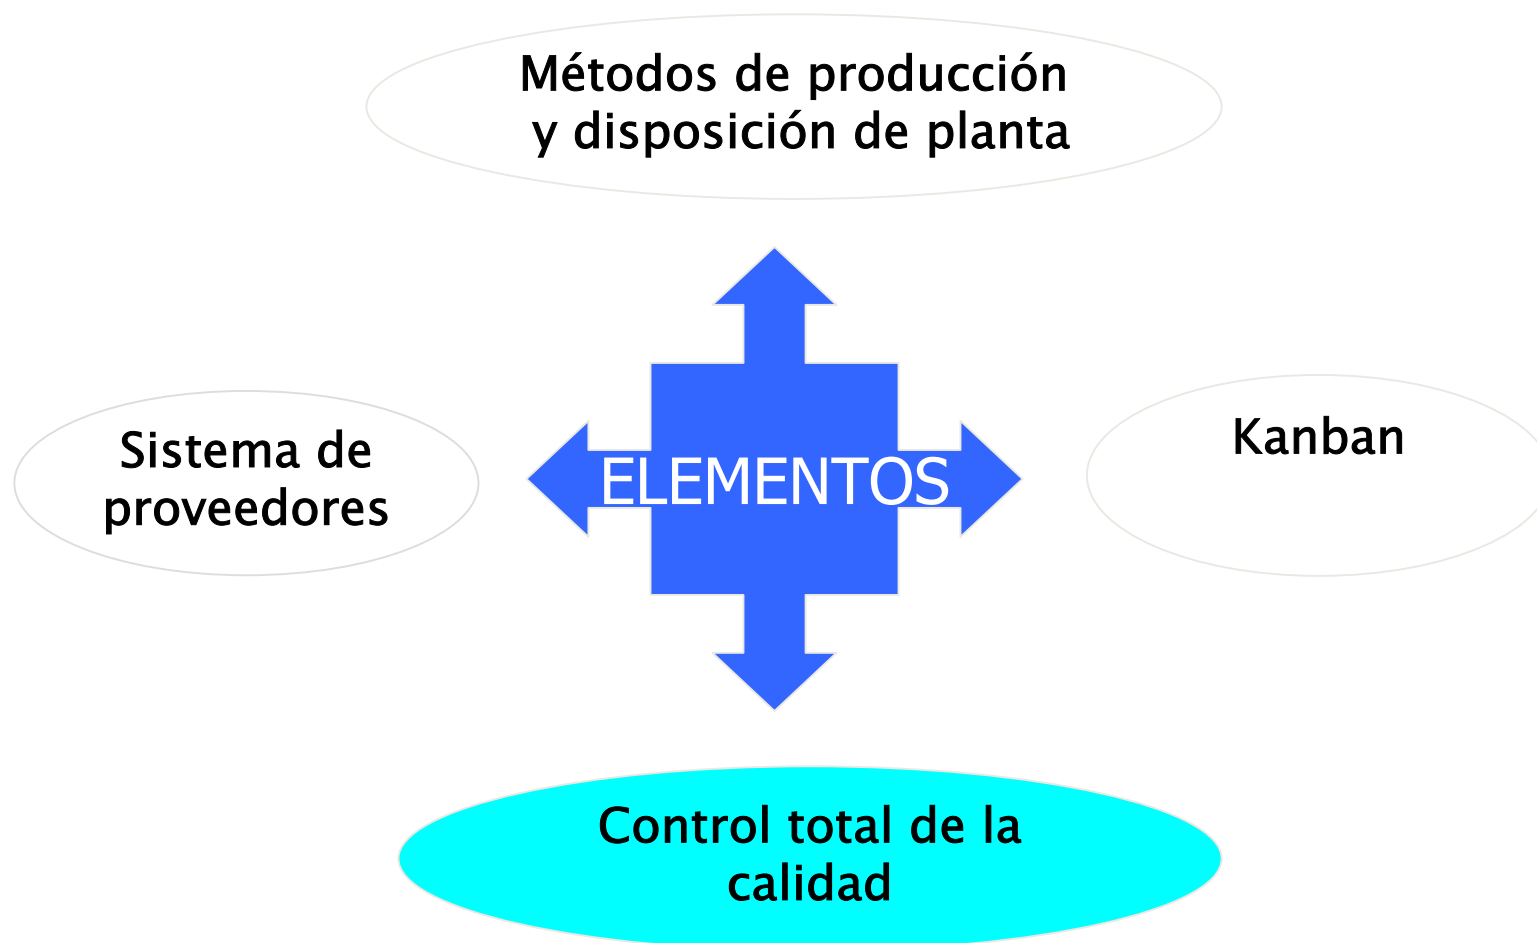 Métodos de producción
y disposición de planta
Sistema de
proveedores
ELEMENTOS
Kanban
Control total de la
calidad